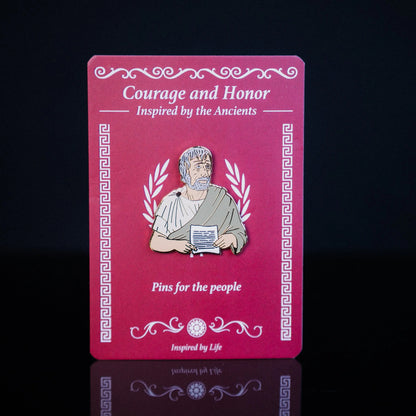 Courage and Honor
Inspired by the Ancients
Pins for the people
Inspired by Life